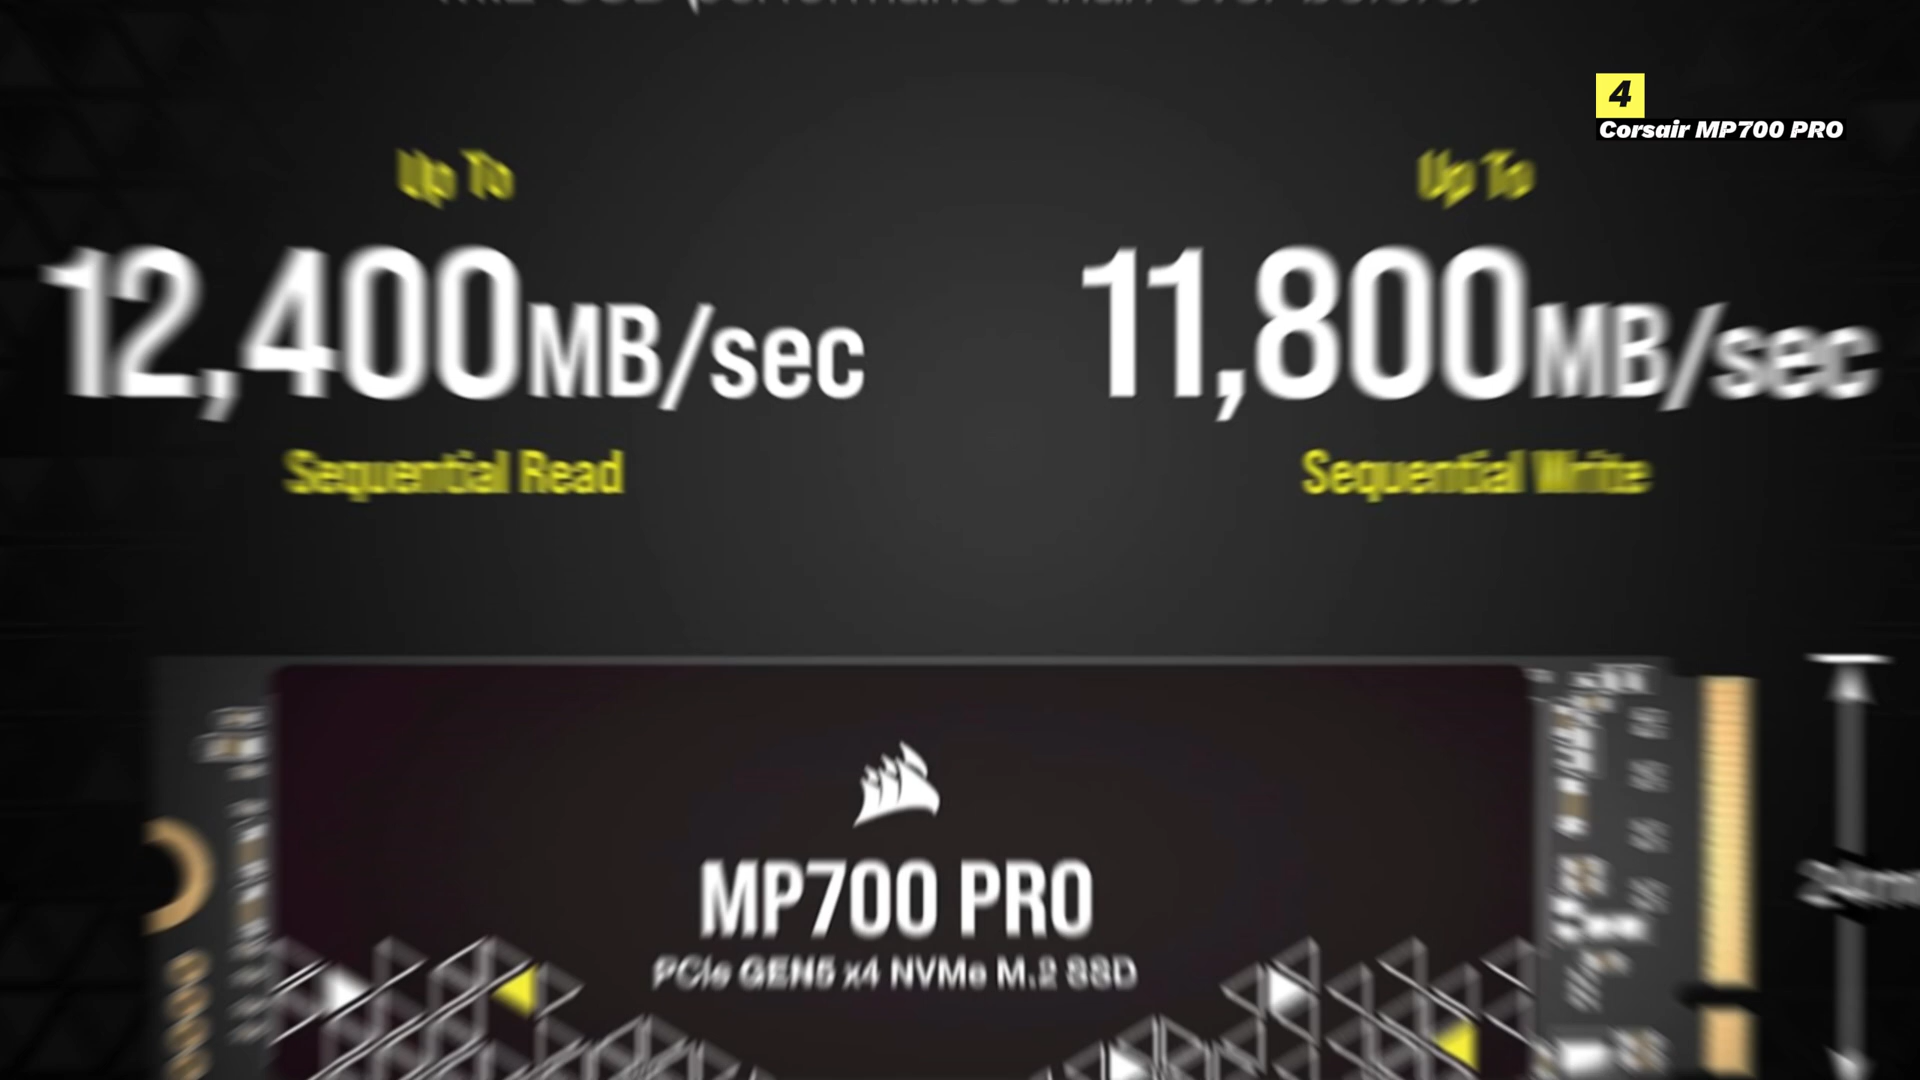 4
Corsair MP700 PRO
Up To
12,400MB/sec
Sequential Read
Up To
11,800MB/sec
Sequential Write
MP700 PRO
PCIe GEN5 x4 NVMe M.2 SSD